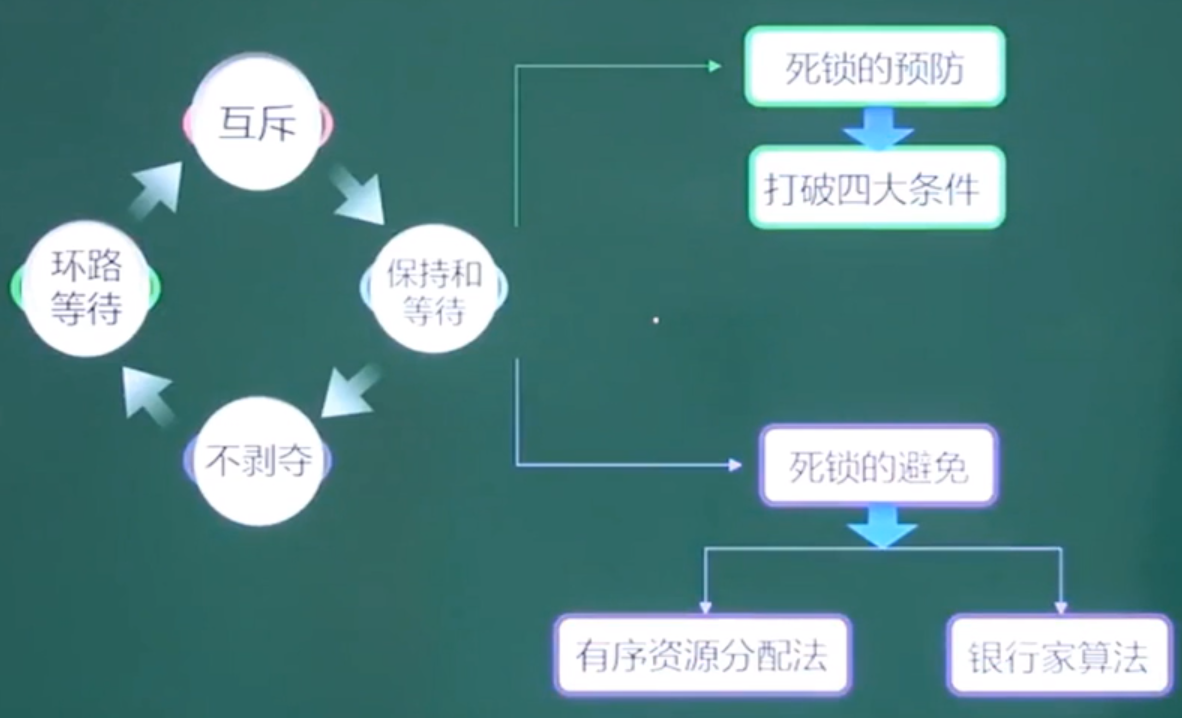 互斥
保持和
等待
不剥夺
环路
等待
死锁的预防
打破四大条件
死锁的避免
有序资源分配法
银行家算法